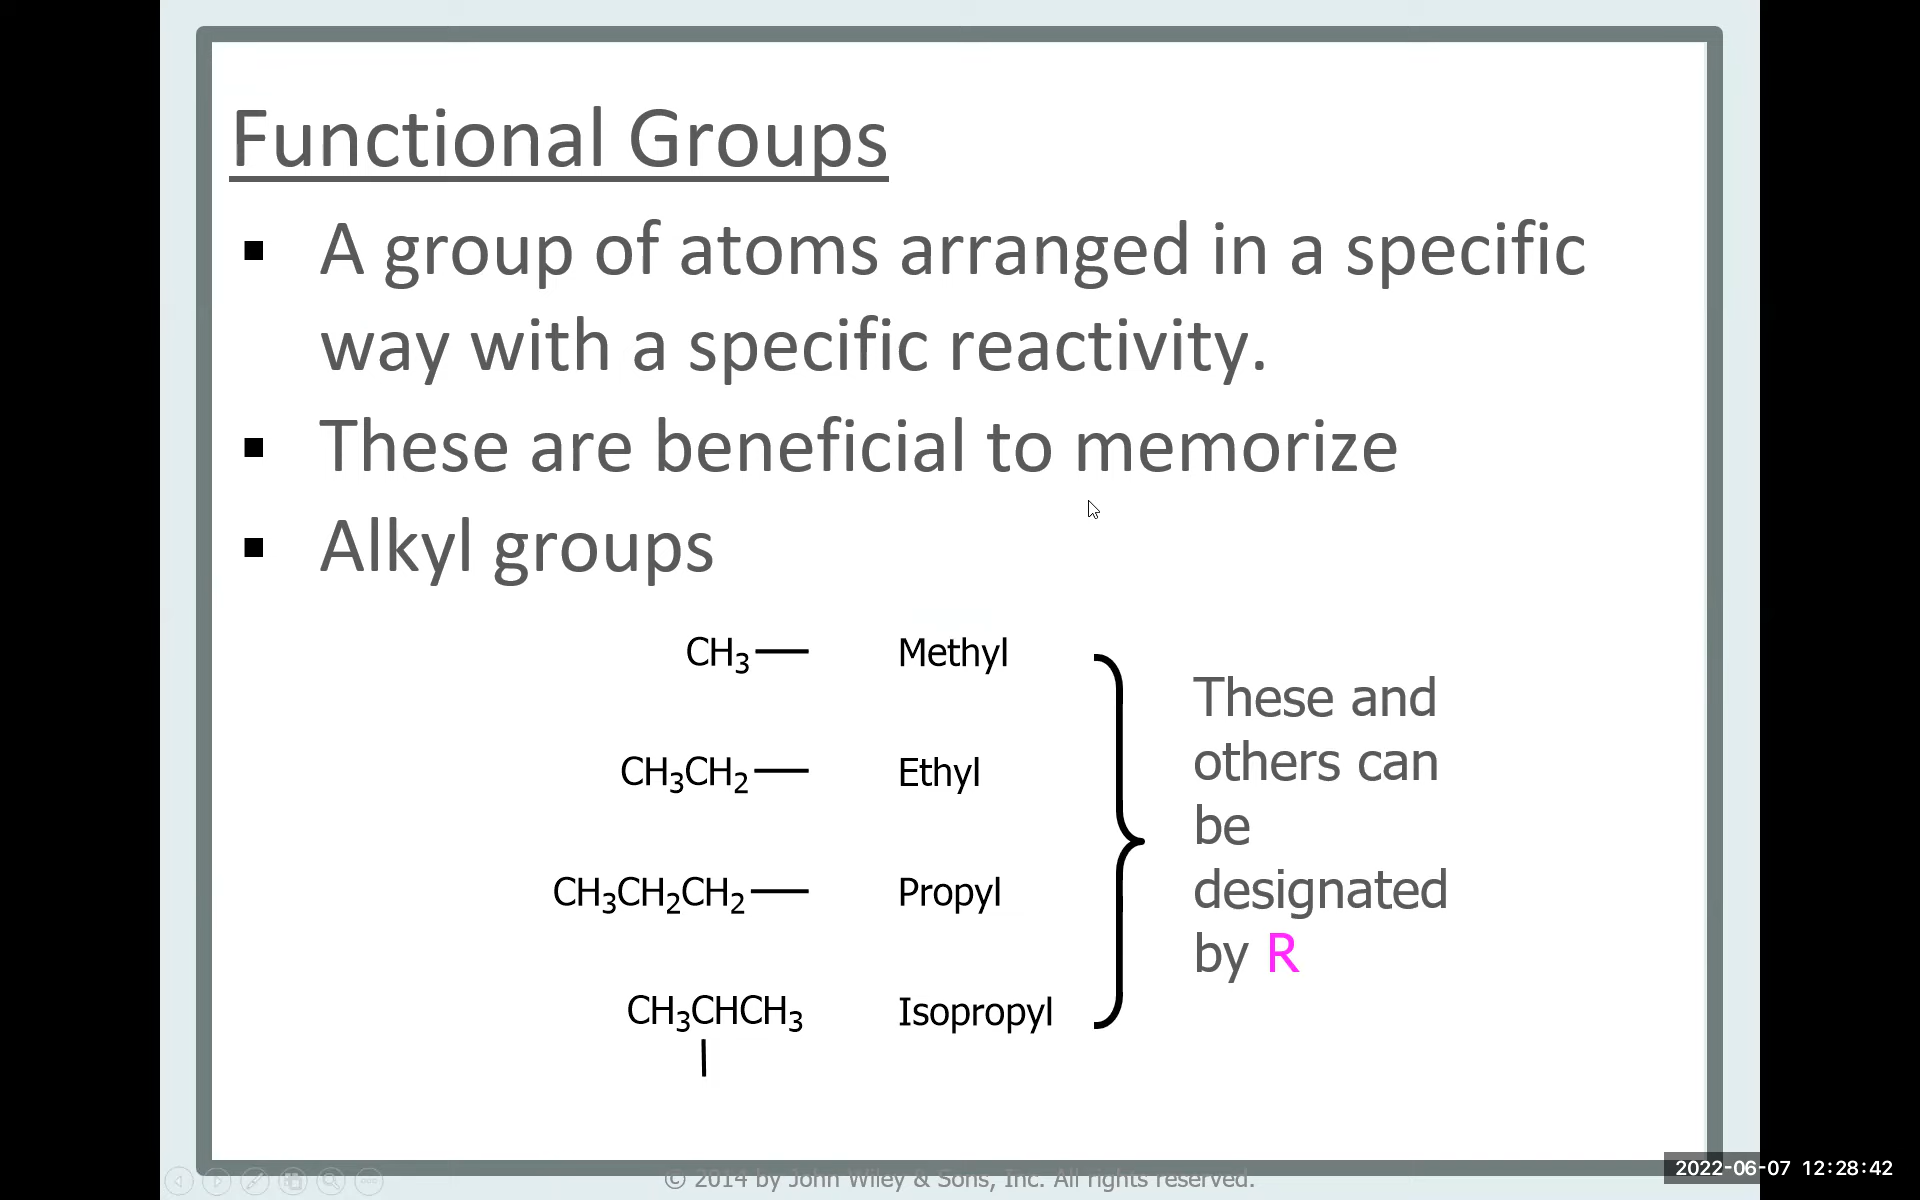 Functional Groups
▪ A group of atoms arranged in a specific
way with a specific reactivity.
▪ These are beneficial to memorize
▪ Alkyl groups
CH₃— Methyl
CH₃CH₂— Ethyl
CH₃CH₂CH₂— Propyl
CH₃CHCH₃ Isopropyl
These and
others can
be
designated
by R
© 2014 by John Wiley & Sons, Inc. All rights reserved.
2022-06-07 12:28:42